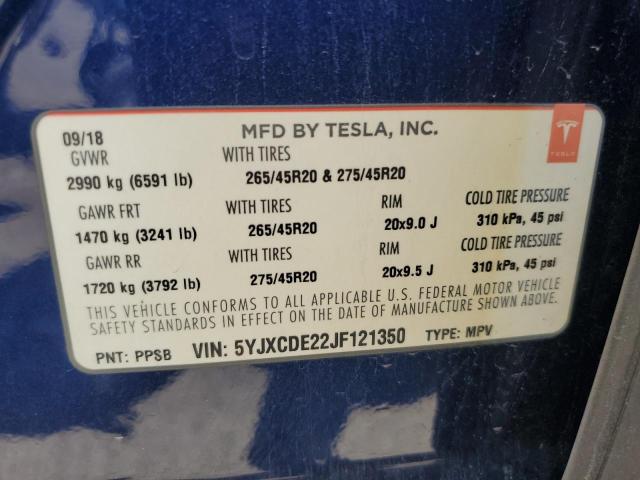 09/18 MFD BY TESLA, INC.
TESLA
GVWR WITH TIRES
2990 kg (6591 lb) 265/45R20 & 275/45R20
GAWR FRT WITH TIRES RIM COLD TIRE PRESSURE
1470 kg (3241 lb) 265/45R20 20x9.0 J 310 kPa, 45 psi
GAWR RR WITH TIRES RIM COLD TIRE PRESSURE
1720 kg (3792 lb) 275/45R20 20x9.5 J 310 kPa, 45 psi
THIS VEHICLE CONFORMS TO ALL APPLICABLE U.S. FEDERAL MOTOR VEHICLE
SAFETY STANDARDS IN EFFECT ON THE DATE OF MANUFACTURE SHOWN ABOVE.
PNT: PPSB VIN: 5YJXCDE22JF121350 TYPE: MPV